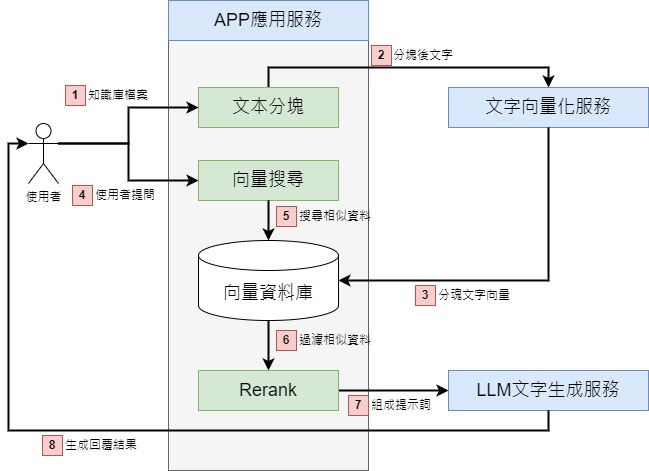 APP應用服務
2 分塊後文字
1 知識庫檔案
文本分塊
文字向量化服務
使用者
4 使用者提問
向量搜尋
5 搜尋相似資料
向量資料庫
3 分塊文字向量
6 過濾相似資料
Rerank
7 組成提示詞
LLM文字生成服務
8 生成回覆結果